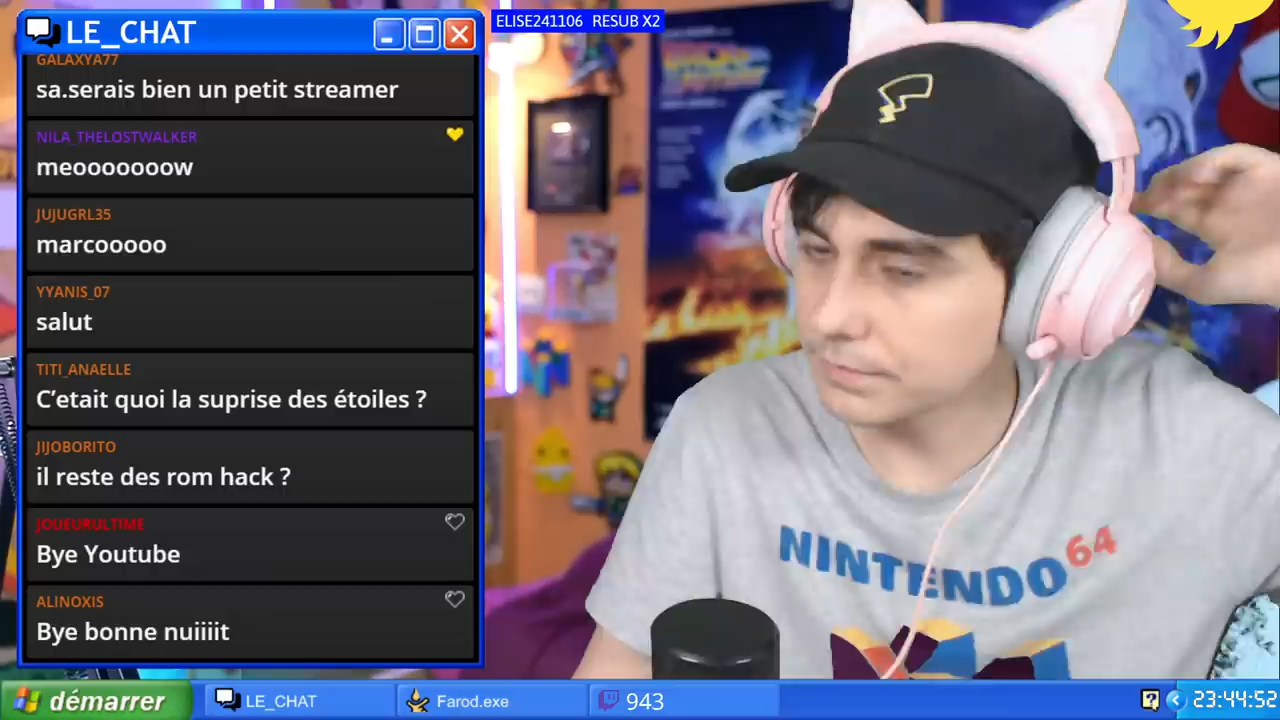 LE_CHAT
GALAXYA77
sa.serais bien un petit streamer
NILA_THELOSTWALKER
meoooooooow
JUJUGRL35
marcooooo
YYANIS_07
salut
TITI_ANAELLE
C’etait quoi la suprise des étoiles ?
JIJOBORITO
il reste des rom hack ?
JOUEURULTIME
Bye Youtube
ALINOXIS
Bye bonne nuiiiit
ELISE241106 RESUB X2
NINTENDO64
démarrer
LE_CHAT
Farod.exe
943
23:44:52